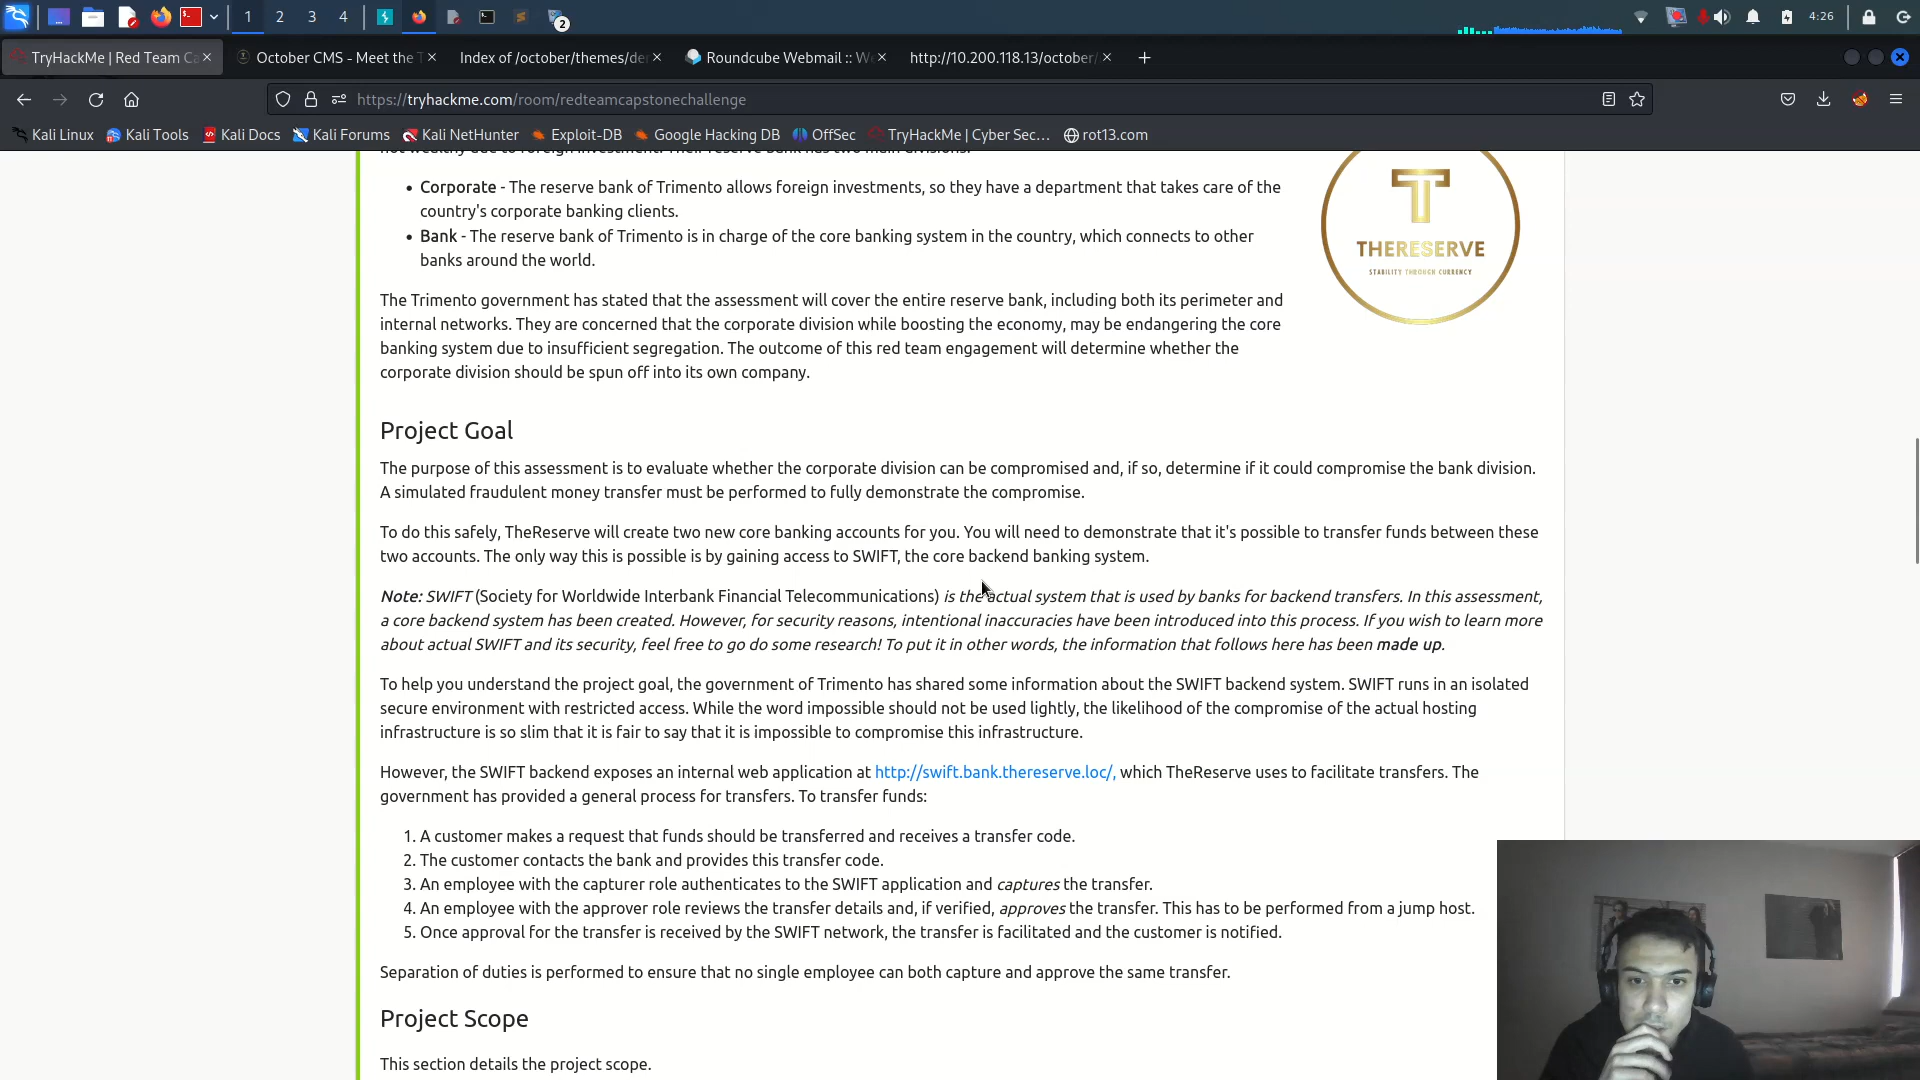 1 2 3 4 2 4:26
TryHackMe | Red Team Ca
October CMS - Meet the T
Index of /october/themes/de
Roundcube Webmail :: W
http://10.200.118.13/october
https://tryhackme.com/room/redteamcapstonechallenge
Kali Linux Kali Tools Kali Docs Kali Forums Kali NetHunter Exploit-DB Google Hacking DB OffSec TryHackMe | Cyber Sec... rot13.com
not wealthy due to foreign investment. Their reserve bank has two main divisions:
• Corporate - The reserve bank of Trimento allows foreign investments, so they have a department that takes care of the
country's corporate banking clients.
• Bank - The reserve bank of Trimento is in charge of the core banking system in the country, which connects to other
banks around the world.
T
THERESERVE
STABILITY THROUGH CURRENCY
The Trimento government has stated that the assessment will cover the entire reserve bank, including both its perimeter and
internal networks. They are concerned that the corporate division while boosting the economy, may be endangering the core
banking system due to insufficient segregation. The outcome of this red team engagement will determine whether the
corporate division should be spun off into its own company.
Project Goal
The purpose of this assessment is to evaluate whether the corporate division can be compromised and, if so, determine if it could compromise the bank division.
A simulated fraudulent money transfer must be performed to fully demonstrate the compromise.
To do this safely, TheReserve will create two new core banking accounts for you. You will need to demonstrate that it's possible to transfer funds between these
two accounts. The only way this is possible is by gaining access to SWIFT, the core backend banking system.
Note: SWIFT (Society for Worldwide Interbank Financial Telecommunications) is the actual system that is used by banks for backend transfers. In this assessment,
a core backend system has been created. However, for security reasons, intentional inaccuracies have been introduced into this process. If you wish to learn more
about actual SWIFT and its security, feel free to go do some research! To put it in other words, the information that follows here has been made up.
To help you understand the project goal, the government of Trimento has shared some information about the SWIFT backend system. SWIFT runs in an isolated
secure environment with restricted access. While the word impossible should not be used lightly, the likelihood of the compromise of the actual hosting
infrastructure is so slim that it is fair to say that it is impossible to compromise this infrastructure.
However, the SWIFT backend exposes an internal web application at http://swift.bank.thereserve.loc/, which TheReserve uses to facilitate transfers. The
government has provided a general process for transfers. To transfer funds:
1. A customer makes a request that funds should be transferred and receives a transfer code.
2. The customer contacts the bank and provides this transfer code.
3. An employee with the capturer role authenticates to the SWIFT application and captures the transfer.
4. An employee with the approver role reviews the transfer details and, if verified, approves the transfer. This has to be performed from a jump host.
5. Once approval for the transfer is received by the SWIFT network, the transfer is facilitated and the customer is notified.
Separation of duties is performed to ensure that no single employee can both capture and approve the same transfer.
Project Scope
This section details the project scope.